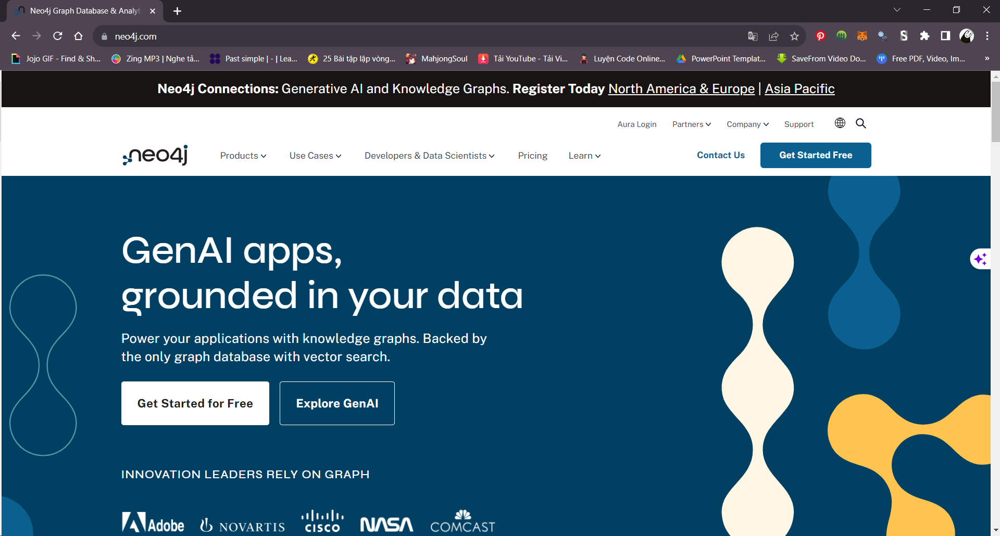 Neo4j Graph Database & Analyt
neo4j.com
Jojo GIF - Find & Sh...
Zing MP3 | Nghe tả...
Past simple | - | Lea...
25 Bài tập lập vòng...
MahjongSoul
Tải YouTube - Tải Vi...
Luyện Code Online...
PowerPoint Templat...
SaveFrom Video Do...
Free PDF, Video, Im...
»
Neo4j Connections: Generative AI and Knowledge Graphs. Register Today North America & Europe | Asia Pacific
Aura Login
Partners
Company
Support
neo4j
Products
Use Cases
Developers & Data Scientists
Pricing
Learn
Contact Us
Get Started Free
GenAI apps,
grounded in your data
Power your applications with knowledge graphs. Backed by
the only graph database with vector search.
Get Started for Free
Explore GenAI
INNOVATION LEADERS RELY ON GRAPH
Adobe
NOVARTIS
CISCO
NASA
COMCAST